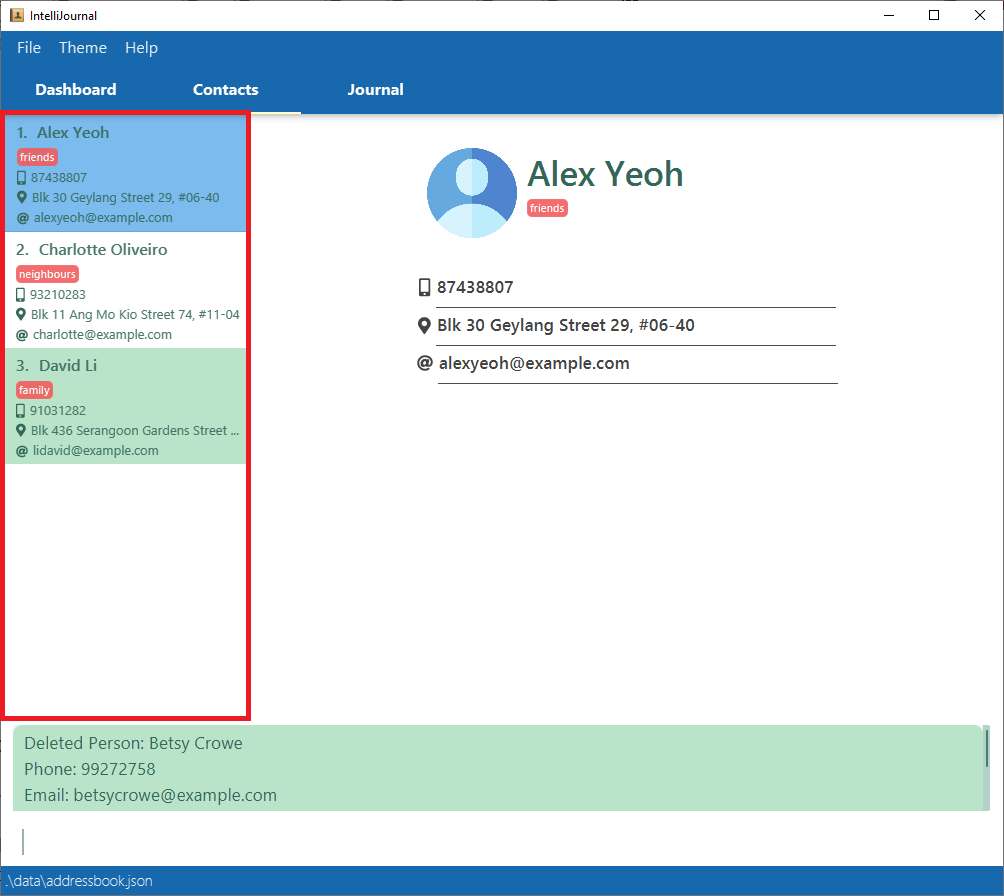 IntelliJournal
File Theme Help
Dashboard Contacts Journal
1. Alex Yeoh
friends
87438807
Blk 30 Geylang Street 29, #06-40
@ alexyeoh@example.com
2. Charlotte Oliveiro
neighbours
93210283
Blk 11 Ang Mo Kio Street 74, #11-04
@ charlotte@example.com
3. David Li
family
91031282
Blk 436 Serangoon Gardens Street ...
@ lidavid@example.com
Alex Yeoh
friends
87438807
Blk 30 Geylang Street 29, #06-40
@ alexyeoh@example.com
Deleted Person: Betsy Crowe
Phone: 99272758
Email: betsycrowe@example.com
.\data\addressbook.json